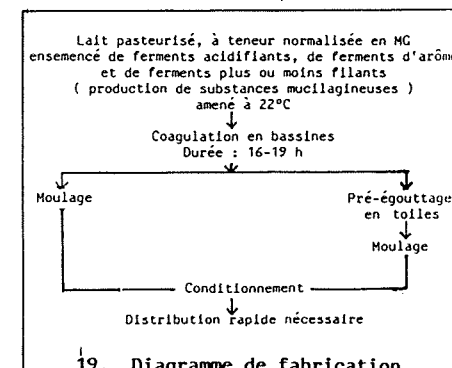 Lait pasteurisé, à teneur normalisée en MG
ensemencé de ferments acidifiants, de ferments d'arôme
et de ferments plus ou moins filants
( production de substances mucilagineuses )
amené à 22°C
Coagulation en bassines
Durée : 16-19 h
Moulage
Pré-égouttage
en toiles
Moulage
Conditionnement
Distribution rapide nécessaire
19. Diagramme de fabrication